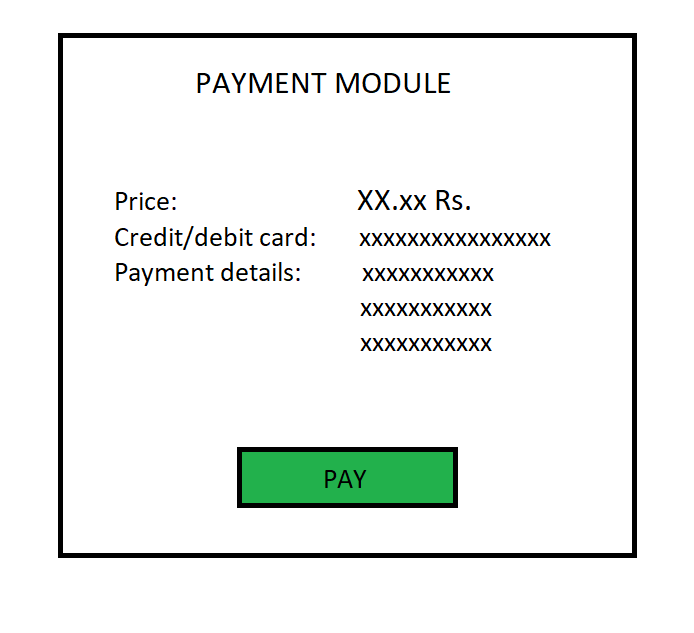 PAYMENT MODULE
Price: XX.xx Rs.
Credit/debit card: xxxxxxxxxxxxxxxx
Payment details: xxxxxxxxxxx
xxxxxxxxxxx
xxxxxxxxxxx
PAY